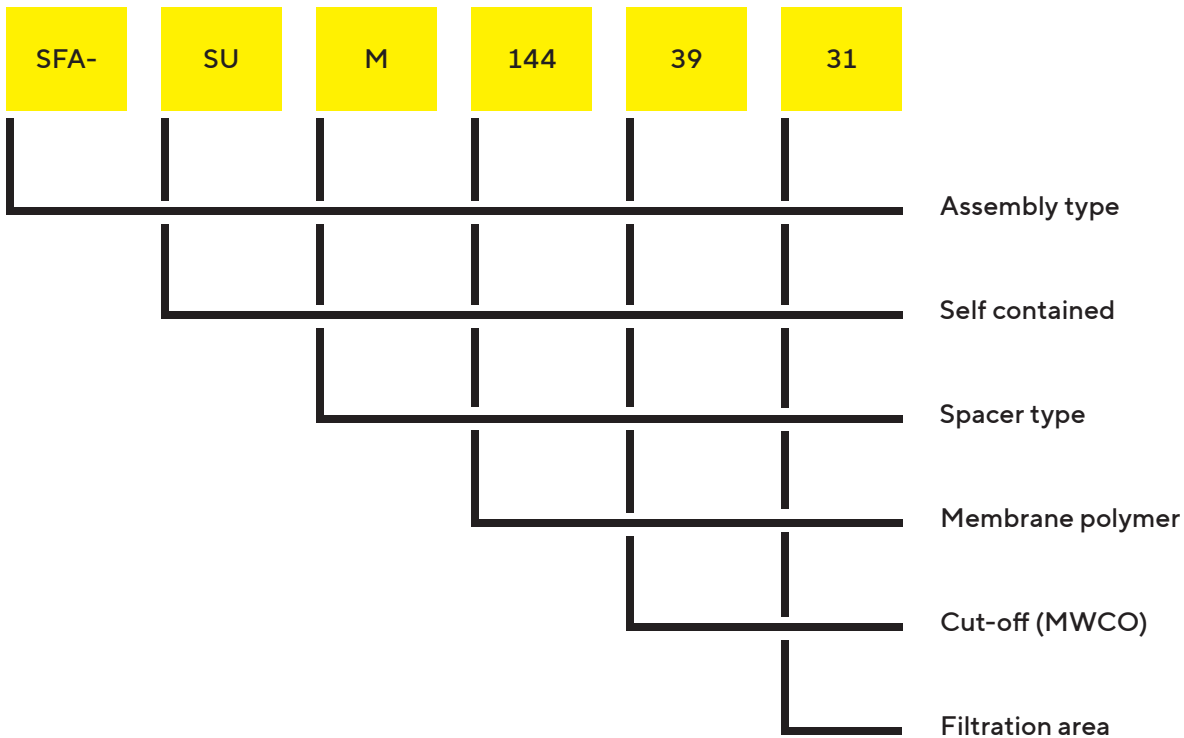 SFA- SU M 144 39 31
Assembly type
Self contained
Spacer type
Membrane polymer
Cut-off (MWCO)
Filtration area